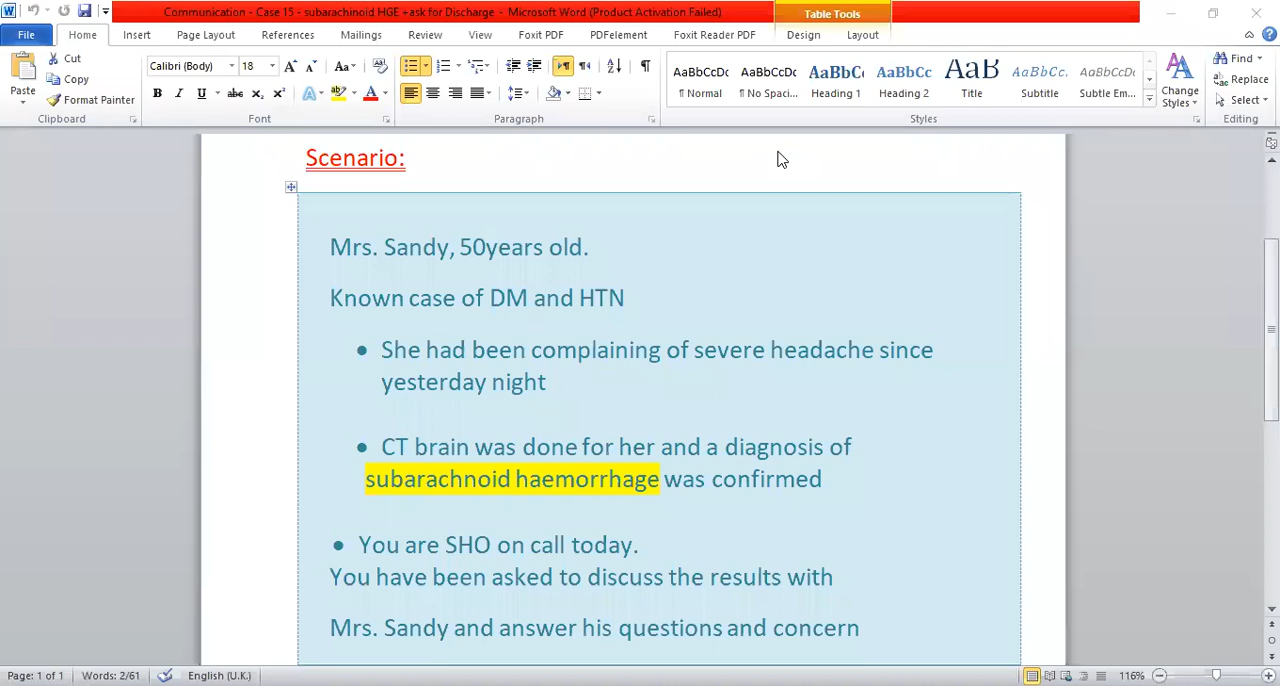 Communication - Case 15 - subarachinoid HGE +ask for Discharge - Microsoft Word (Product Activation Failed)
Table Tools
File Home Insert Page Layout References Mailings Review View Foxit PDF PDFelement Foxit Reader PDF Design Layout
Cut
Copy
Format Painter
Paste
Clipboard
Calibri (Body) 18
Font
Paragraph
AaBbCcDc AaBbCcDc AaBbCc AaBbCc AaB AaBbCc. AaBbCcDc
¶ Normal ¶ No Spaci... Heading 1 Heading 2 Title Subtitle Subtle Em...
Styles
Change
Styles
Find
Replace
Select
Editing
Scenario:
Mrs. Sandy, 50years old.
Known case of DM and HTN
• She had been complaining of severe headache since
yesterday night
• CT brain was done for her and a diagnosis of
subarachnoid haemorrhage was confirmed
• You are SHO on call today.
You have been asked to discuss the results with
Mrs. Sandy and answer his questions and concern
Page: 1 of 1 Words: 2/61 English (U.K.) 116%